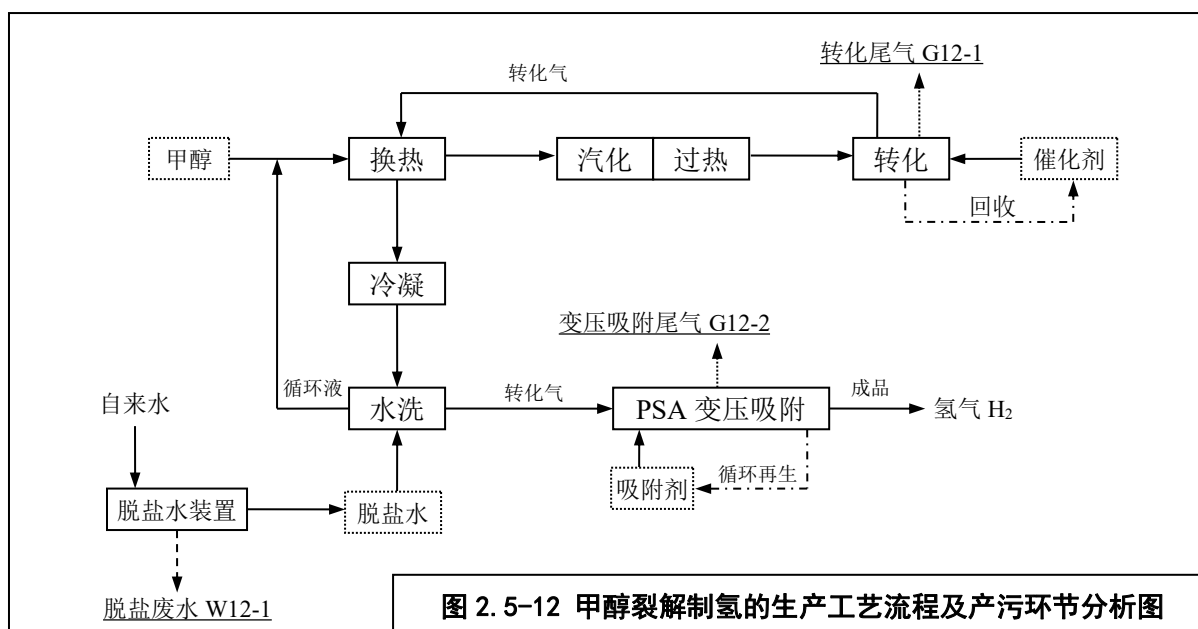 转化尾气 G12-1
转化气
甲醇
换热
汽化
过热
转化
催化剂
回收
冷凝
变压吸附尾气 G12-2
循环液
转化气
成品
自来水
水洗
PSA 变压吸附
氢气 H₂
循环再生
吸附剂
脱盐水装置
脱盐水
脱盐废水 W12-1
图 2.5-12 甲醇裂解制氢的生产工艺流程及产污环节分析图